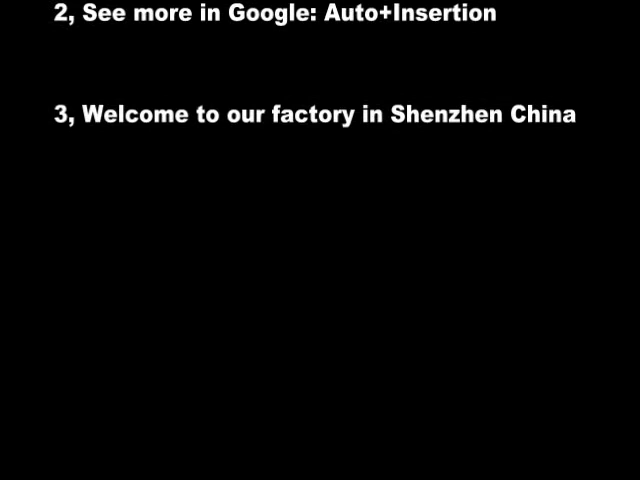 2, See more in Google: Auto+Insertion
3, Welcome to our factory in Shenzhen China